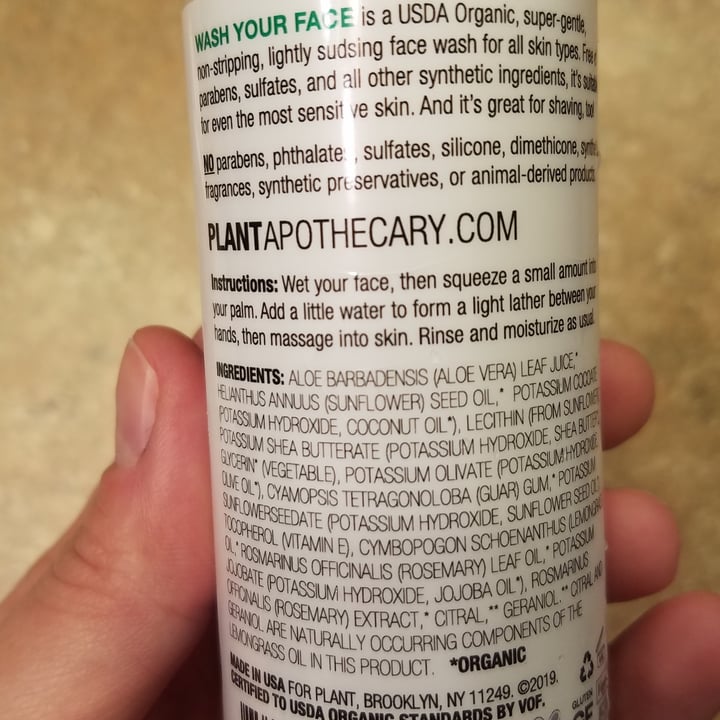 WASH YOUR FACE is a USDA Organic, super-gentle,
non-stripping, lightly sudsing face wash for all skin types. Free
parabens, sulfates, and all other synthetic ingredients, it's
for even the most sensitive skin. And it's great for shaving, too!
NO parabens, phthalates, sulfates, silicone, dimethicone,
fragrances, synthetic preservatives, or animal-derived products.
PLANTAPOTHECARY.COM
Instructions: Wet your face, then squeeze a small amount into
your palm. Add a little water to form a light lather between your
hands, then massage into skin. Rinse and moisturize as usual.
INGREDIENTS: ALOE BARBADENSIS (ALOE VERA) LEAF JUICE,*
HELIANTHUS ANNUUS (SUNFLOWER) SEED OIL,* POTASSIUM COCOATE
(POTASSIUM HYDROXIDE, COCONUT OIL*), LECITHIN (FROM SUNFLOWER
POTASSIUM SHEA BUTTERATE (POTASSIUM HYDROXIDE, SHEA BUTTER
GLYCERIN* (VEGETABLE), POTASSIUM OLIVATE (POTASSIUM HYDROXIDE,
OLIVE OIL*), CYAMOPSIS TETRAGONOLOBA (GUAR) GUM,* POTASSIUM
SUNFLOWERSEEDATE (POTASSIUM HYDROXIDE, SUNFLOWER SEED OIL
TOCOPHEROL (VITAMIN E), CYMBOPOGON SCHOENANTHUS (LEMONGRASS
OIL,* ROSMARINUS OFFICINALIS (ROSEMARY) LEAF OIL,* POTASSIUM
JOJOBATE (POTASSIUM HYDROXIDE, JOJOBA OIL*), ROSMARINUS
OFFICINALIS (ROSEMARY) EXTRACT,* CITRAL,** GERANIOL.** CITRAL AND
GERANIOL ARE NATURALLY OCCURRING COMPONENTS OF THE
LEMONGRASS OIL IN THIS PRODUCT. *ORGANIC
MADE IN USA FOR PLANT, BROOKLYN, NY 11249. ©2019.
CERTIFIED TO USDA ORGANIC STANDARDS BY VOF.
GLUTEN